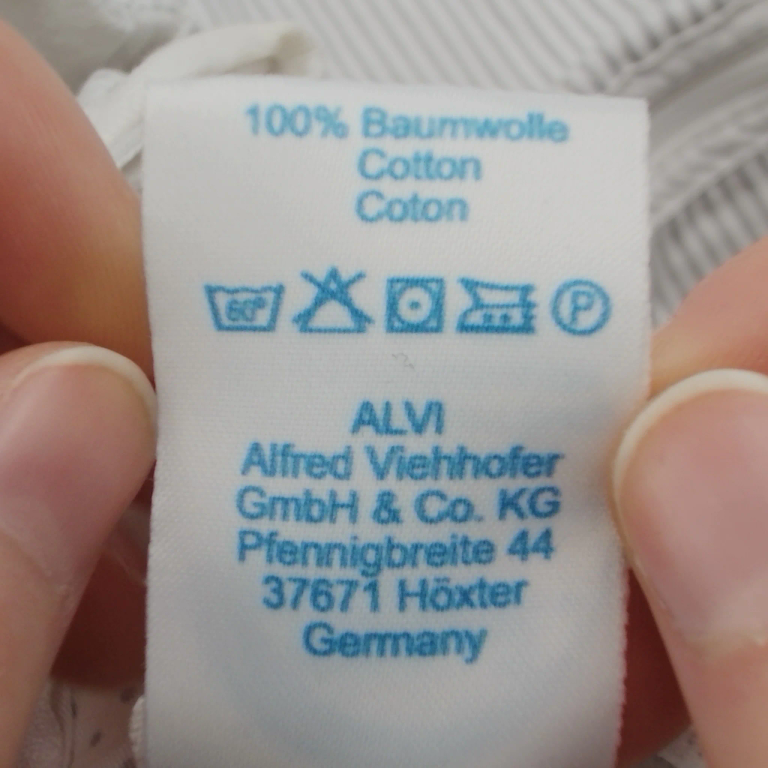 100% Baumwolle
Cotton
Coton
60° P
ALVI
Alfred Viehhofer
GmbH & Co. KG
Pfennigbreite 44
37671 Höxter
Germany